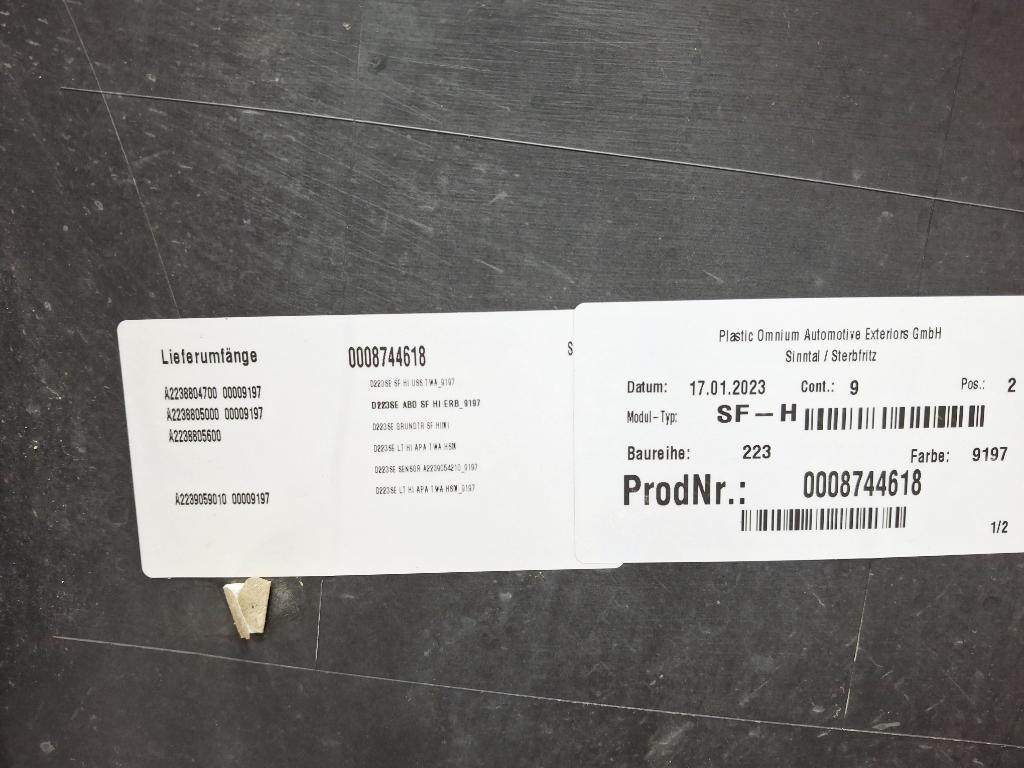 Lieferumfänge 0008744618 S
A2238804700 00009197 D223SE SF HI US6 TWA_9197
A2238805000 00009197 D223SE ABD SF HI ERB_9197
A2238805600 D223SE GRUNDTR SF HI
D223SE LT HI APA TWA HSW
D223SE SENSOR A2239054210_9197
A2239059010 00009197 D223SE LT HI APA TWA HSW_9197
Plastic Omnium Automotive Exteriors GmbH
Sinntal / Sterbfritz
Datum: 17.01.2023 Cont.: 9 Pos.: 2
Modul-Typ: SF-H
Baureihe: 223 Farbe: 9197
ProdNr.: 0008744618
1/2